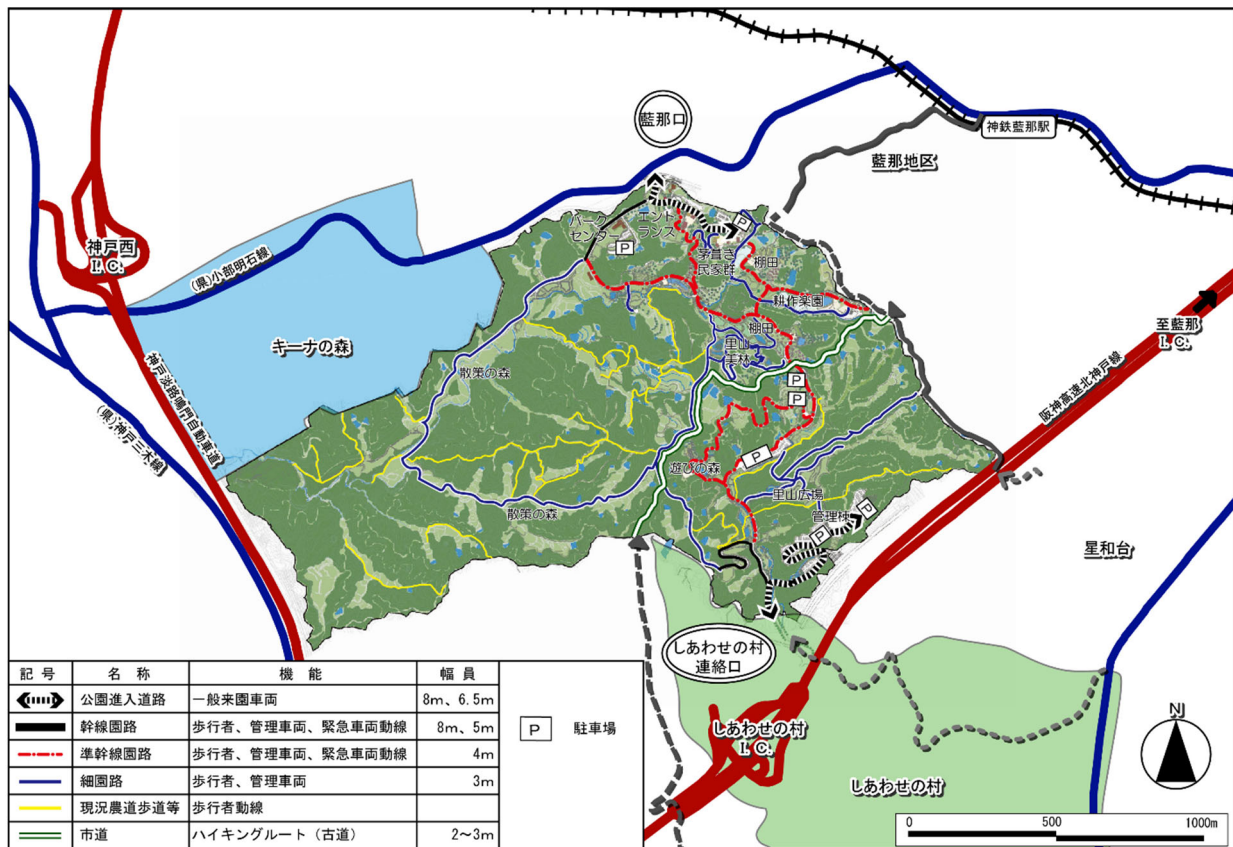 藍那口
神鉄藍那駅
藍那地区
神戸西
I.C.
(県)小部明石線
パーク
センター
エント
ランス
P
P
茅葺き
民家群
棚田
耕作楽園
至藍那
I.C.
キーナの森
棚田
里山
美林
阪神高速北神戸線
散策の森
P
P
神戸淡路鳴門自動車道
(県)神戸三木線
P
遊びの森
里山広場
散策の森
管理棟
P
P
星和台
しあわせの村
連絡口
しあわせの村
I.C.
しあわせの村
N
記号 名称 機能 幅員
公園進入道路 一般来園車両 8m、6.5m
幹線園路 歩行者、管理車両、緊急車両動線 8m、5m
準幹線園路 歩行者、管理車両、緊急車両動線 4m
細園路 歩行者、管理車両 3m
現況農道歩道等 歩行者動線
市道 ハイキングルート（古道） 2～3m
P 駐車場
0 500 1000m